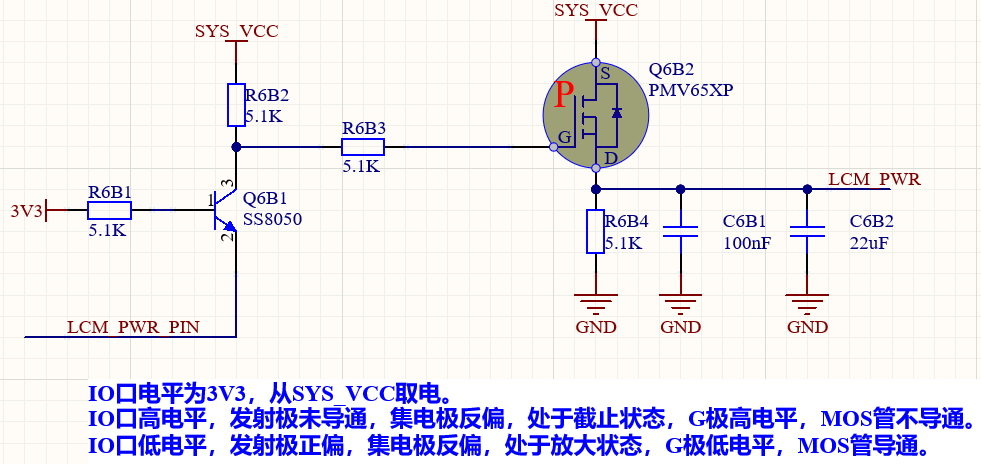 SYS_VCC
SYS_VCC
R6B2
5.1K
P
S
Q6B2
PMV65XP
R6B3
5.1K
G
D
LCM_PWR
3V3
R6B1
5.1K
1
3
2
Q6B1
SS8050
R6B4
5.1K
C6B1
100nF
C6B2
22uF
GND
GND
GND
LCM_PWR_PIN
IO口电平为3V3，从SYS_VCC取电。
IO口高电平，发射极未导通，集电极反偏，处于截止状态，G极高电平，MOS管不导通。
IO口低电平，发射极正偏，集电极反偏，处于放大状态，G极低电平，MOS管导通。